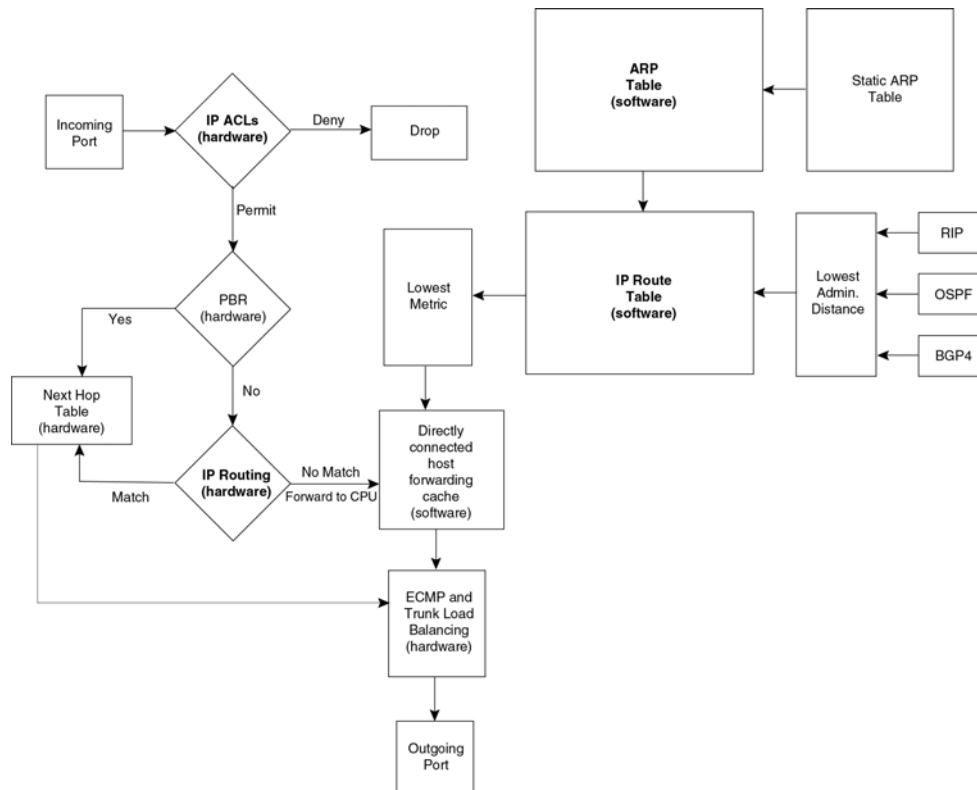 Incoming
Port
IP ACLs
(hardware)
Deny
Drop
ARP
Table
(software)
Static ARP
Table
Permit
PBR
(hardware)
Yes
No
Next Hop
Table
(hardware)
IP Routing
(hardware)
Match
No Match
Forward to CPU
Lowest
Metric
IP Route
Table
(software)
Lowest
Admin.
Distance
RIP
OSPF
BGP4
Directly
connected
host
forwarding
cache
(software)
ECMP and
Trunk Load
Balancing
(hardware)
Outgoing
Port